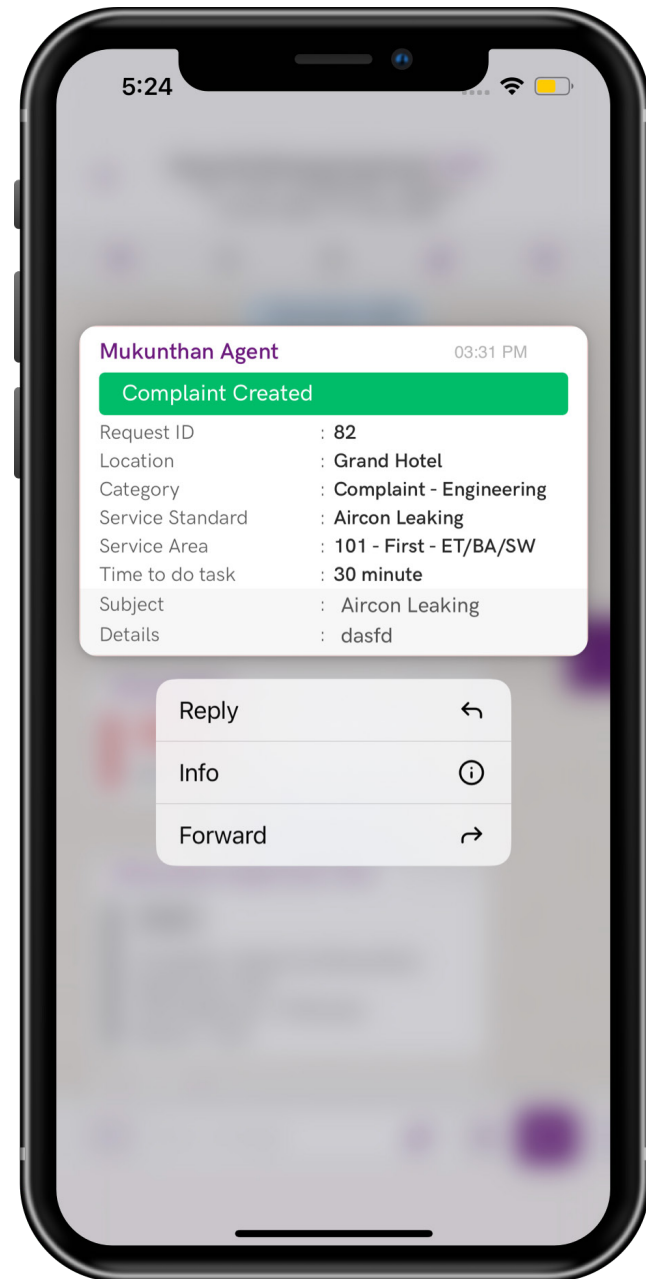 5:24
Mukunthan Agent 03:31 PM
Complaint Created
Request ID : 82
Location : Grand Hotel
Category : Complaint - Engineering
Service Standard : Aircon Leaking
Service Area : 101 - First - ET/BA/SW
Time to do task : 30 minute
Subject : Aircon Leaking
Details : dasfd
Reply
Info
Forward